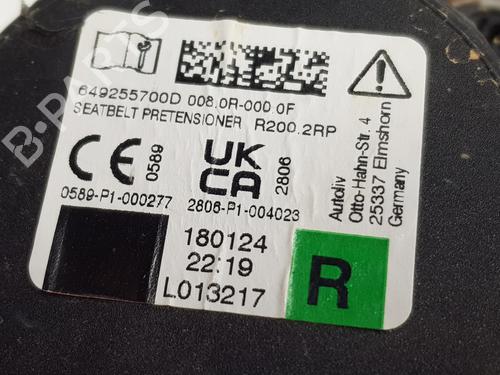 649255700D 008.0R-000 0F
SEATBELT PRETENSIONER R200.2RP
CE 0589
UK CA 2806
0589-P1-000277
2806-P1-004023
Autoliv
Otto-Hahn-Str. 4
25337 Elmshorn
Germany
180124
22:19
L013217
R
B-PARTS